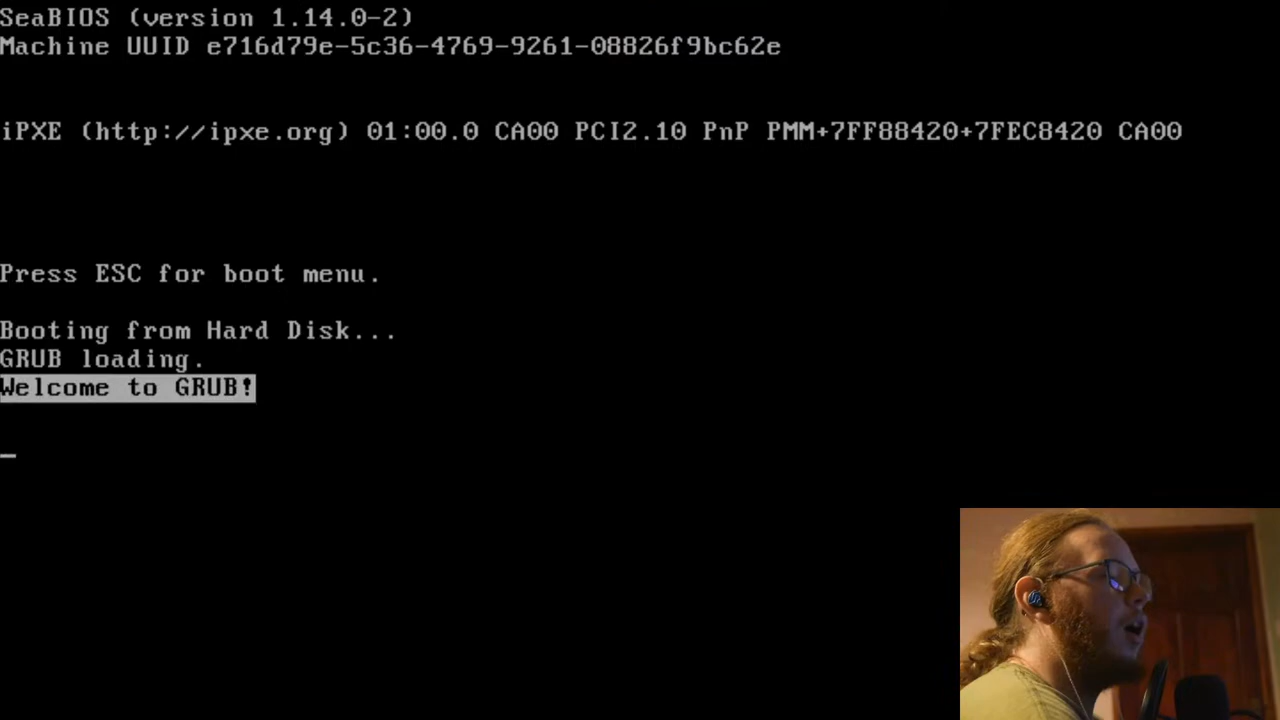 SeaBIOS (version 1.14.0-2)
Machine UUID e716d79e-5c36-4769-9261-08826f9bc62e
iPXE (http://ipxe.org) 01:00.0 CA00 PCI2.10 PnP PMM+7FF88420+7FEC8420 CA00
Press ESC for boot menu.
Booting from Hard Disk...
GRUB loading.
Welcome to GRUB!